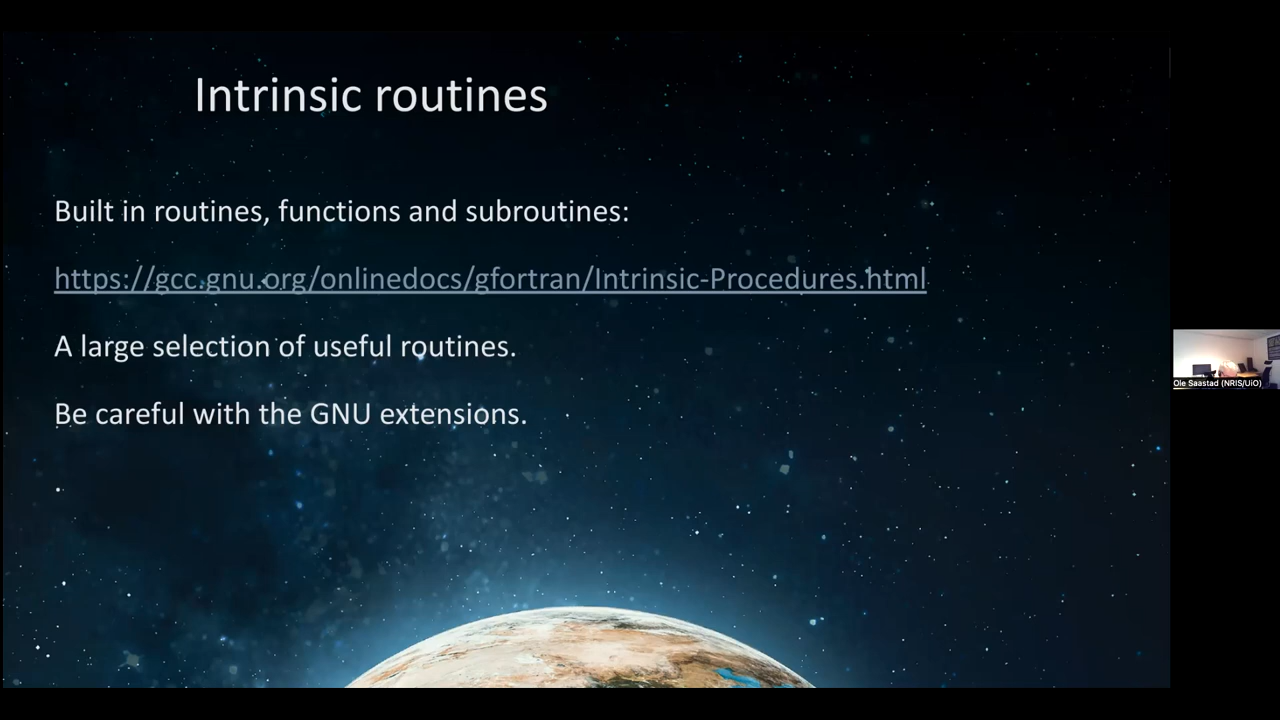 Intrinsic routines
Built in routines, functions and subroutines:
https://gcc.gnu.org/onlinedocs/gfortran/Intrinsic-Procedures.html
A large selection of useful routines.
Be careful with the GNU extensions.
Ole Saastad (NRIS/UiO)